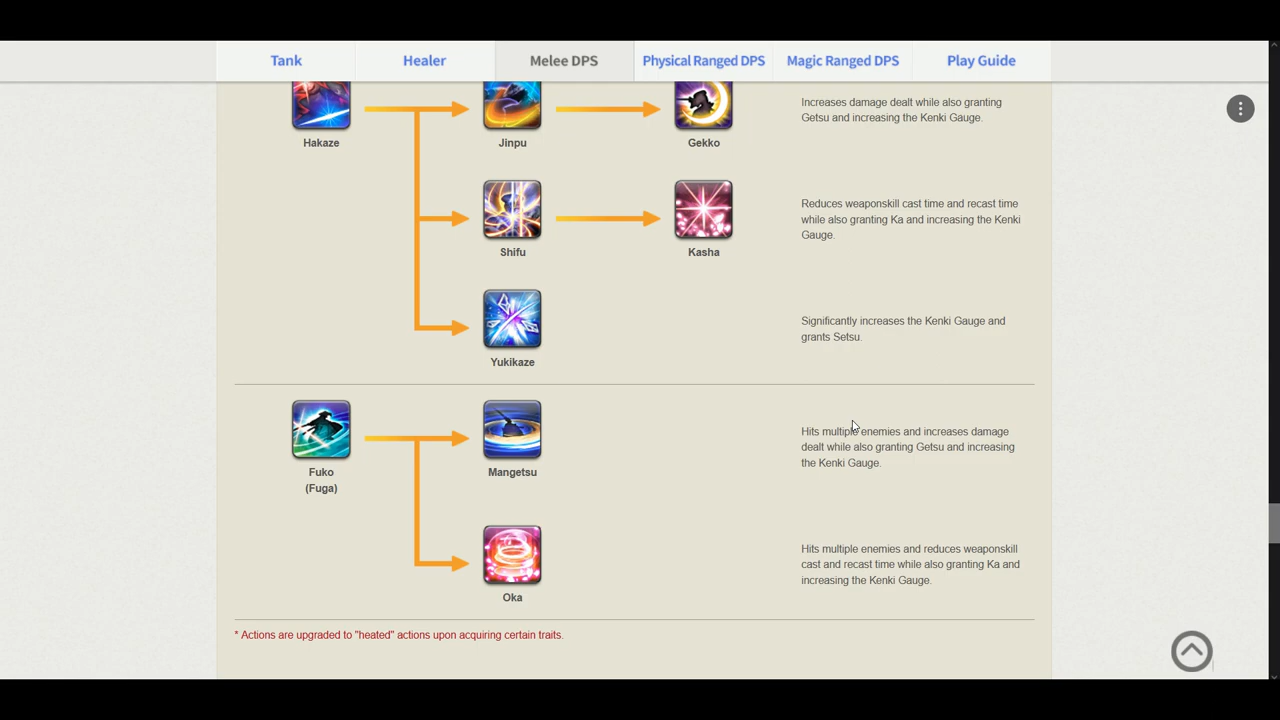 Tank
Healer
Melee DPS
Physical Ranged DPS
Magic Ranged DPS
Play Guide
Hakaze
Jinpu
Gekko
Increases damage dealt while also granting
Getsu and increasing the Kenki Gauge.
Shifu
Kasha
Reduces weaponskill cast time and recast time
while also granting Ka and increasing the Kenki
Gauge.
Yukikaze
Significantly increases the Kenki Gauge and
grants Setsu.
Fuko
(Fuga)
Mangetsu
Hits multiple enemies and increases damage
dealt while also granting Getsu and increasing
the Kenki Gauge.
Oka
Hits multiple enemies and reduces weaponskill
cast and recast time while also granting Ka and
increasing the Kenki Gauge.
* Actions are upgraded to "heated" actions upon acquiring certain traits.